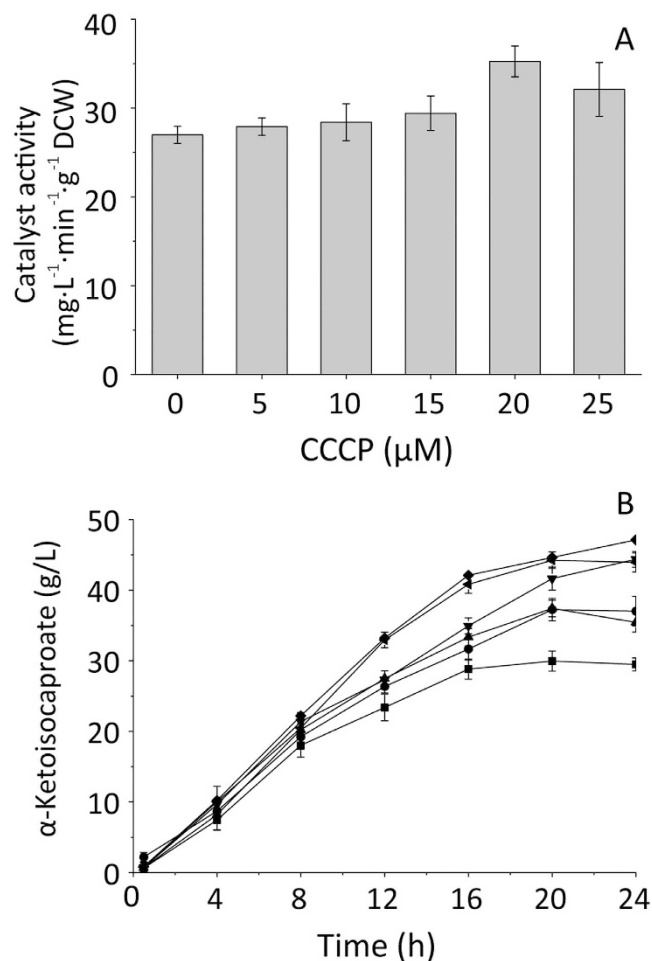 A
Catalyst activity
(mg·L⁻¹·min⁻¹·g⁻¹ DCW)
40
30
20
10
0
0 5 10 15 20 25
CCCP (μM)
B
α-Ketoisocaproate (g/L)
50
40
30
20
10
0
0 4 8 12 16 20 24
Time (h)